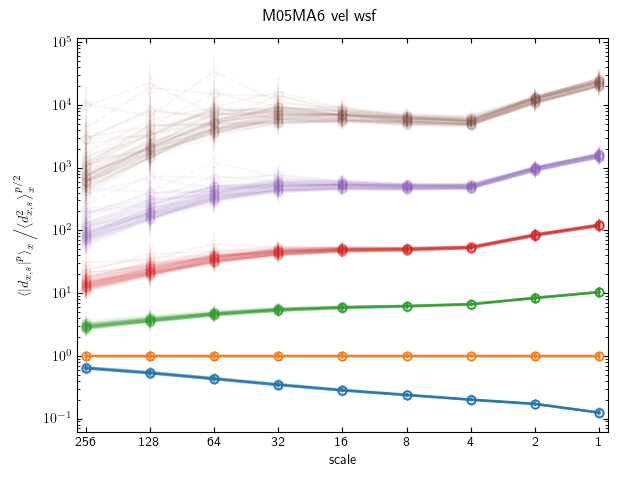 M05MA6 vel wsf
10^5
10^4
10^3
10^2
10^1
10^0
10^{-1}
⟨|d_{x,s}|^p⟩_x / ⟨d^2_{x,s}⟩_x^{p/2}
256 128 64 32 16 8 4 2 1
scale